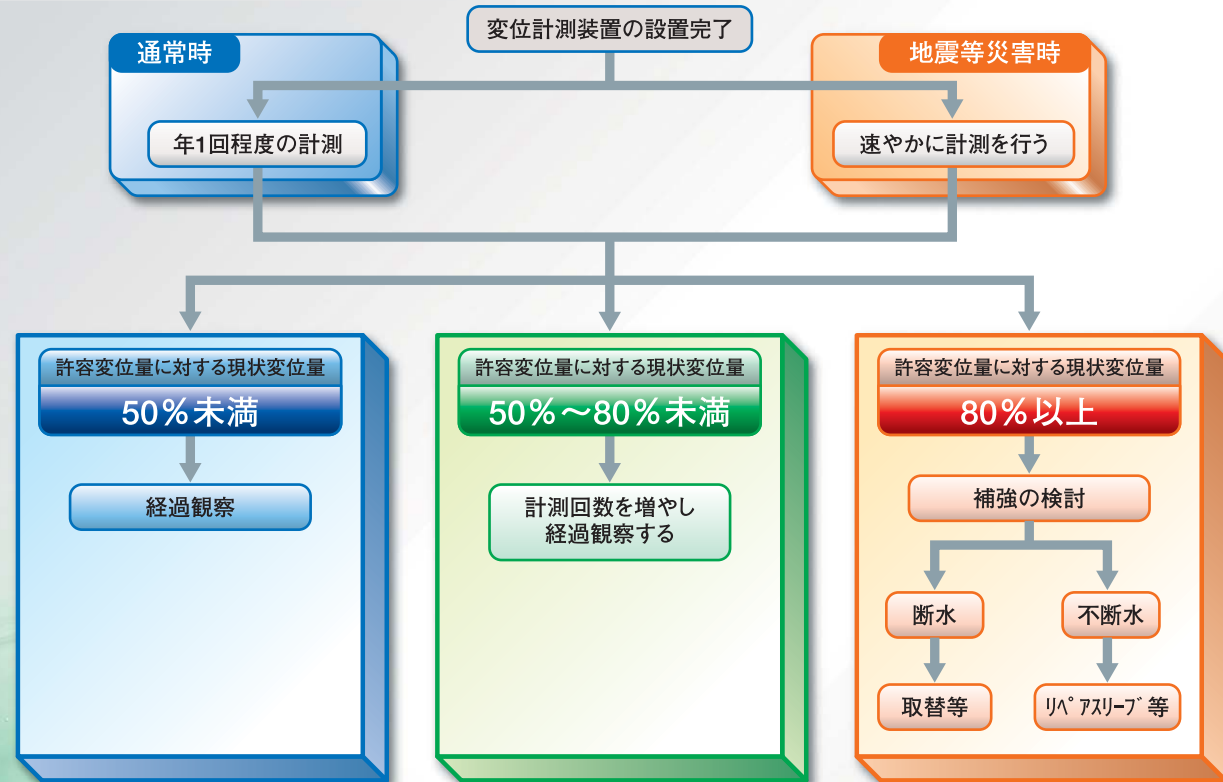 変位計測装置の設置完了
通常時
地震等災害時
年1回程度の計測
速やかに計測を行う
許容変位量に対する現状変位量
50%未満
経過観察
許容変位量に対する現状変位量
50%～80%未満
計測回数を増やし
経過観察する
許容変位量に対する現状変位量
80%以上
補強の検討
断水
不断水
取替等
ﾘﾍﾟｱｽﾘｰﾌﾞ等